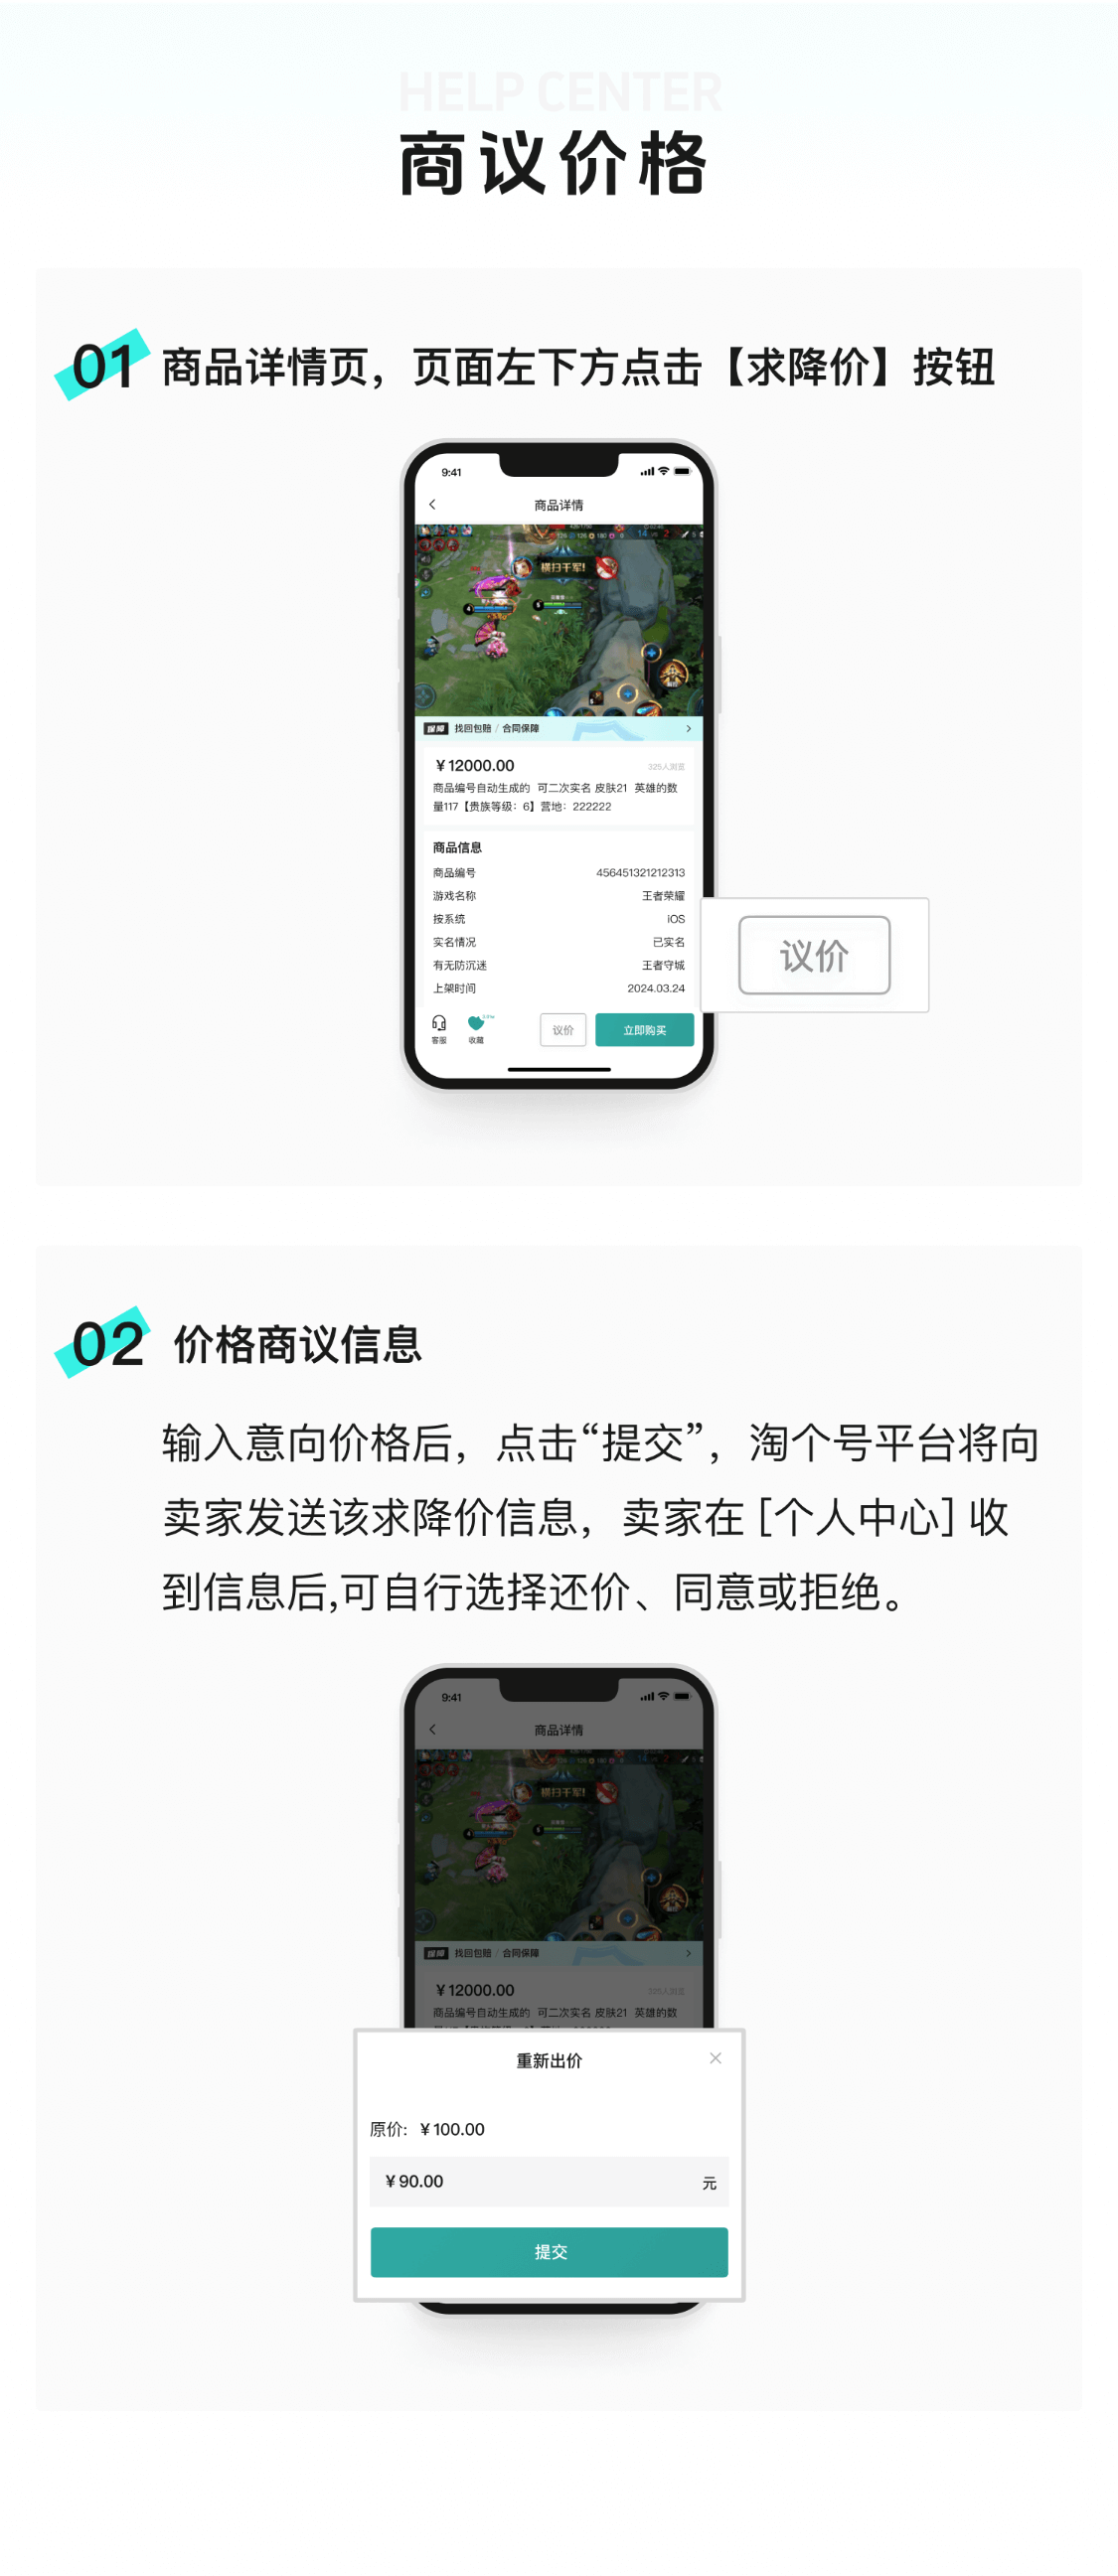 HELP CENTER
商议价格
01 商品详情页，页面左下方点击【求降价】按钮
9:41
商品详情
横扫千军!
保障 找回包赔 / 合同保障
¥12000.00 325人浏览
商品编号自动生成的 可二次实名 皮肤21 英雄的数
量117【贵族等级：6】营地：222222
商品信息
商品编号 456451321212313
游戏名称 王者荣耀
按系统 iOS
实名情况 已实名
有无防沉迷 王者守城
上架时间 2024.03.24
议价
客服 收藏 议价 立即购买
02 价格商议信息
输入意向价格后，点击“提交”，淘个号平台将向
卖家发送该求降价信息，卖家在 [个人中心] 收
到信息后,可自行选择还价、同意或拒绝。
9:41
商品详情
横扫千军!
保障 找回包赔 / 合同保障
¥12000.00 325人浏览
商品编号自动生成的 可二次实名 皮肤21 英雄的数
重新出价
原价: ¥100.00
¥90.00 元
提交